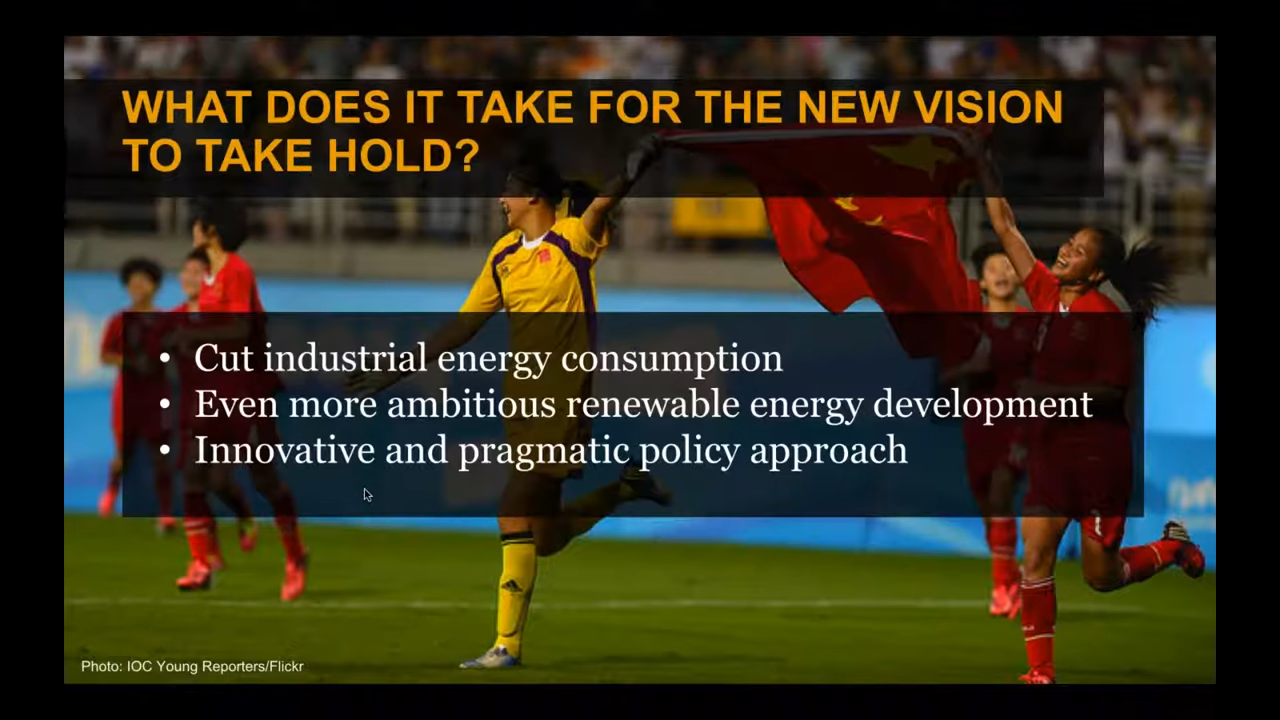 WHAT DOES IT TAKE FOR THE NEW VISION
TO TAKE HOLD?
• Cut industrial energy consumption
• Even more ambitious renewable energy development
• Innovative and pragmatic policy approach
Photo: IOC Young Reporters/Flickr